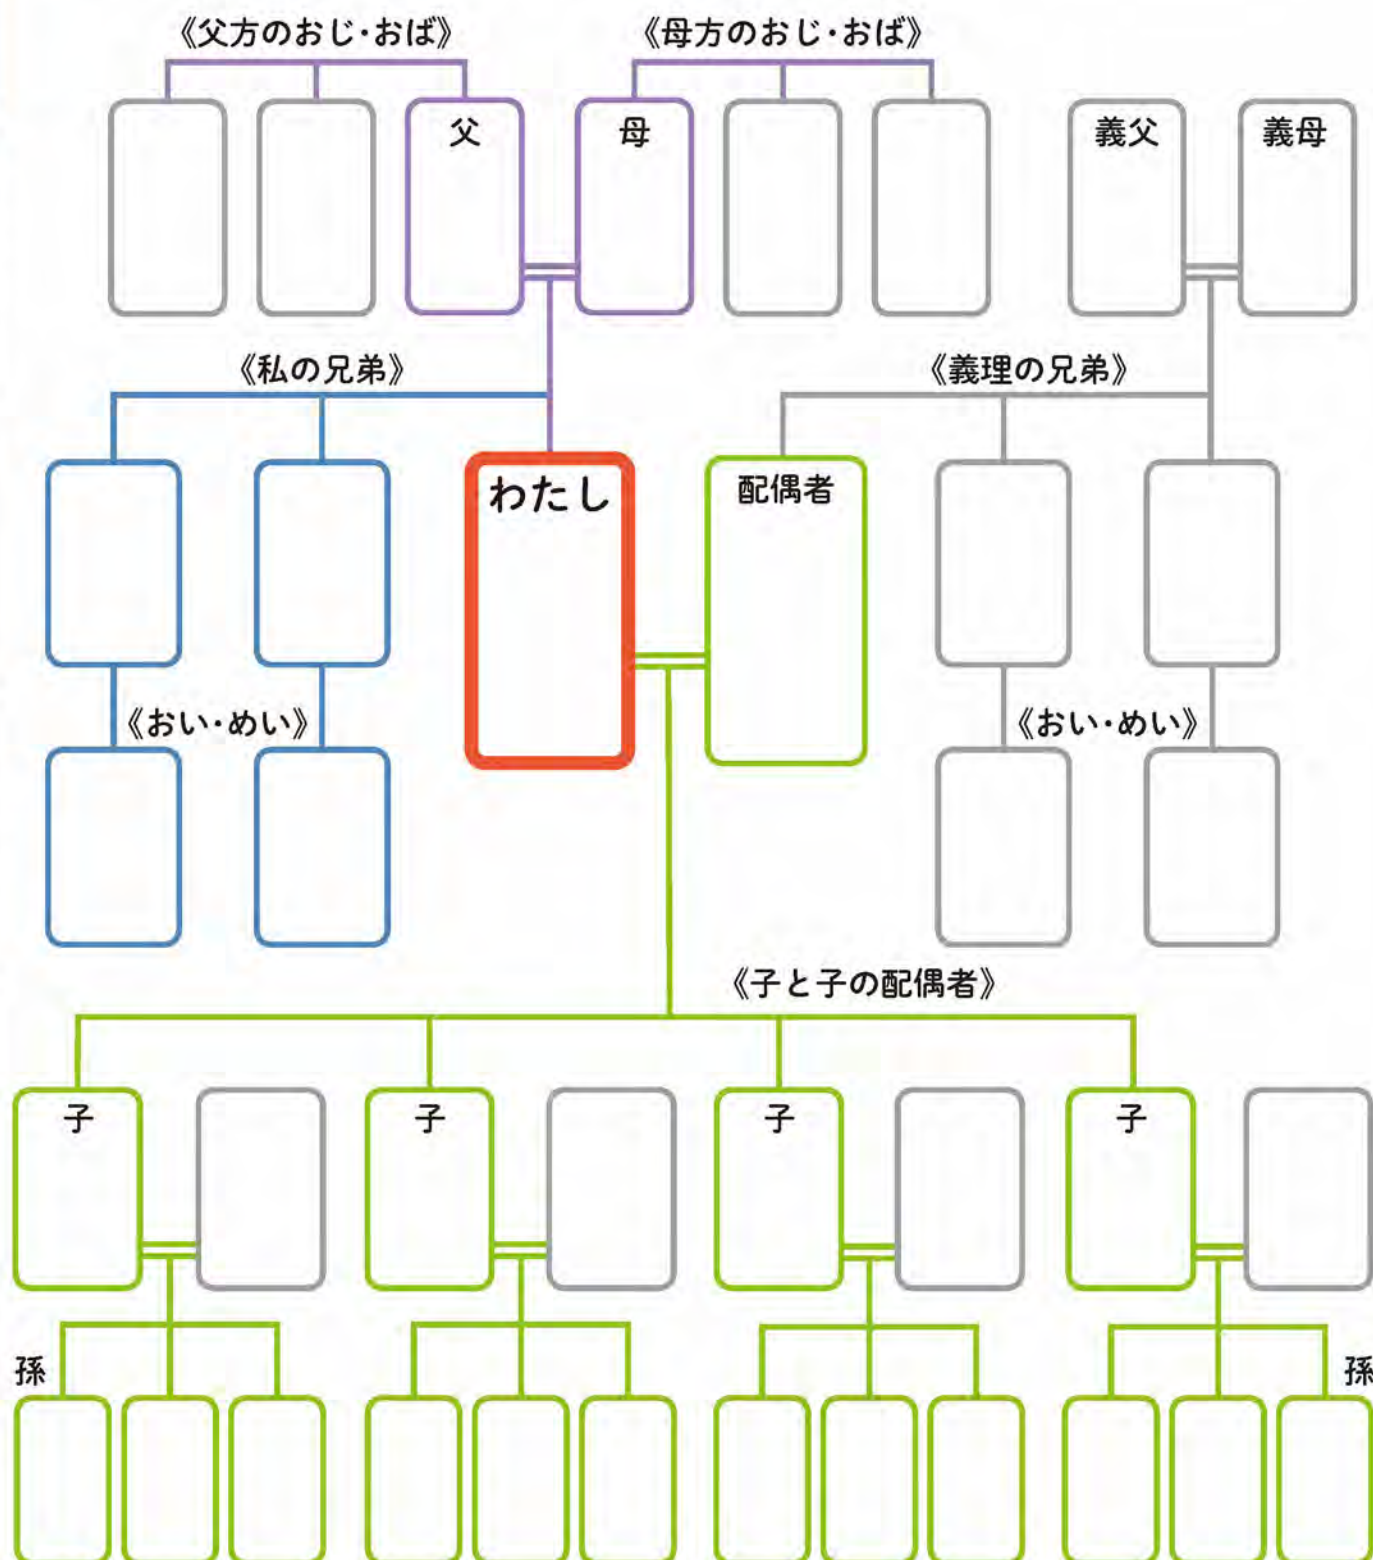 《父方のおじ・おば》
《母方のおじ・おば》
父
母
義父
義母
《私の兄弟》
《義理の兄弟》
わたし
配偶者
《おい・めい》
《おい・めい》
《子と子の配偶者》
子
子
子
子
孫
孫